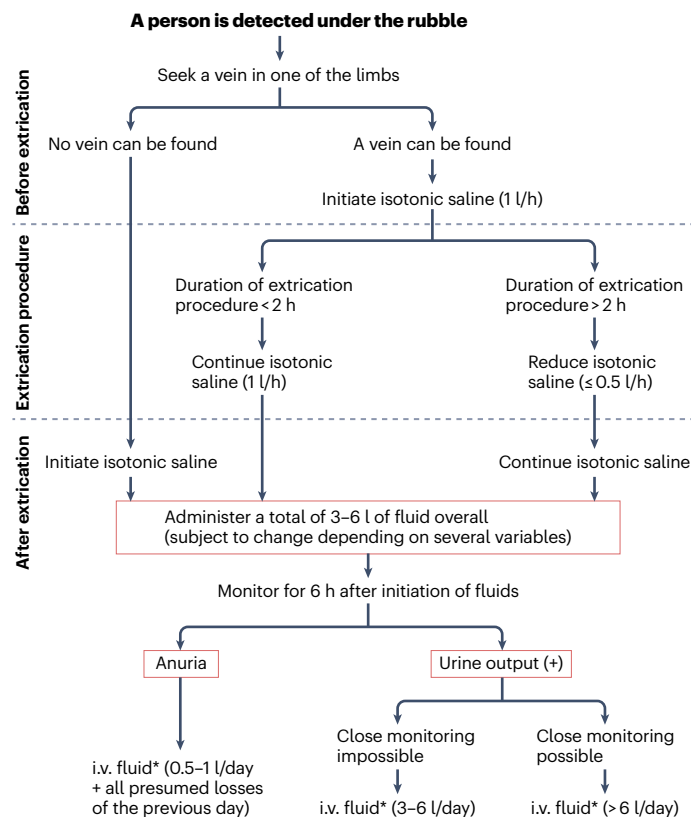 A person is detected under the rubble
Seek a vein in one of the limbs
Before extrication
No vein can be found
A vein can be found
Initiate isotonic saline (1 l/h)
Extrication procedure
Duration of extrication
procedure < 2 h
Duration of extrication
procedure > 2 h
Continue isotonic
saline (1 l/h)
Reduce isotonic
saline (≤ 0.5 l/h)
After extrication
Initiate isotonic saline
Continue isotonic saline
Administer a total of 3–6 l of fluid overall
(subject to change depending on several variables)
Monitor for 6 h after initiation of fluids
Anuria
Urine output (+)
Close monitoring
impossible
Close monitoring
possible
i.v. fluid* (0.5–1 l/day
+ all presumed losses
of the previous day)
i.v. fluid* (3–6 l/day)
i.v. fluid* (> 6 l/day)